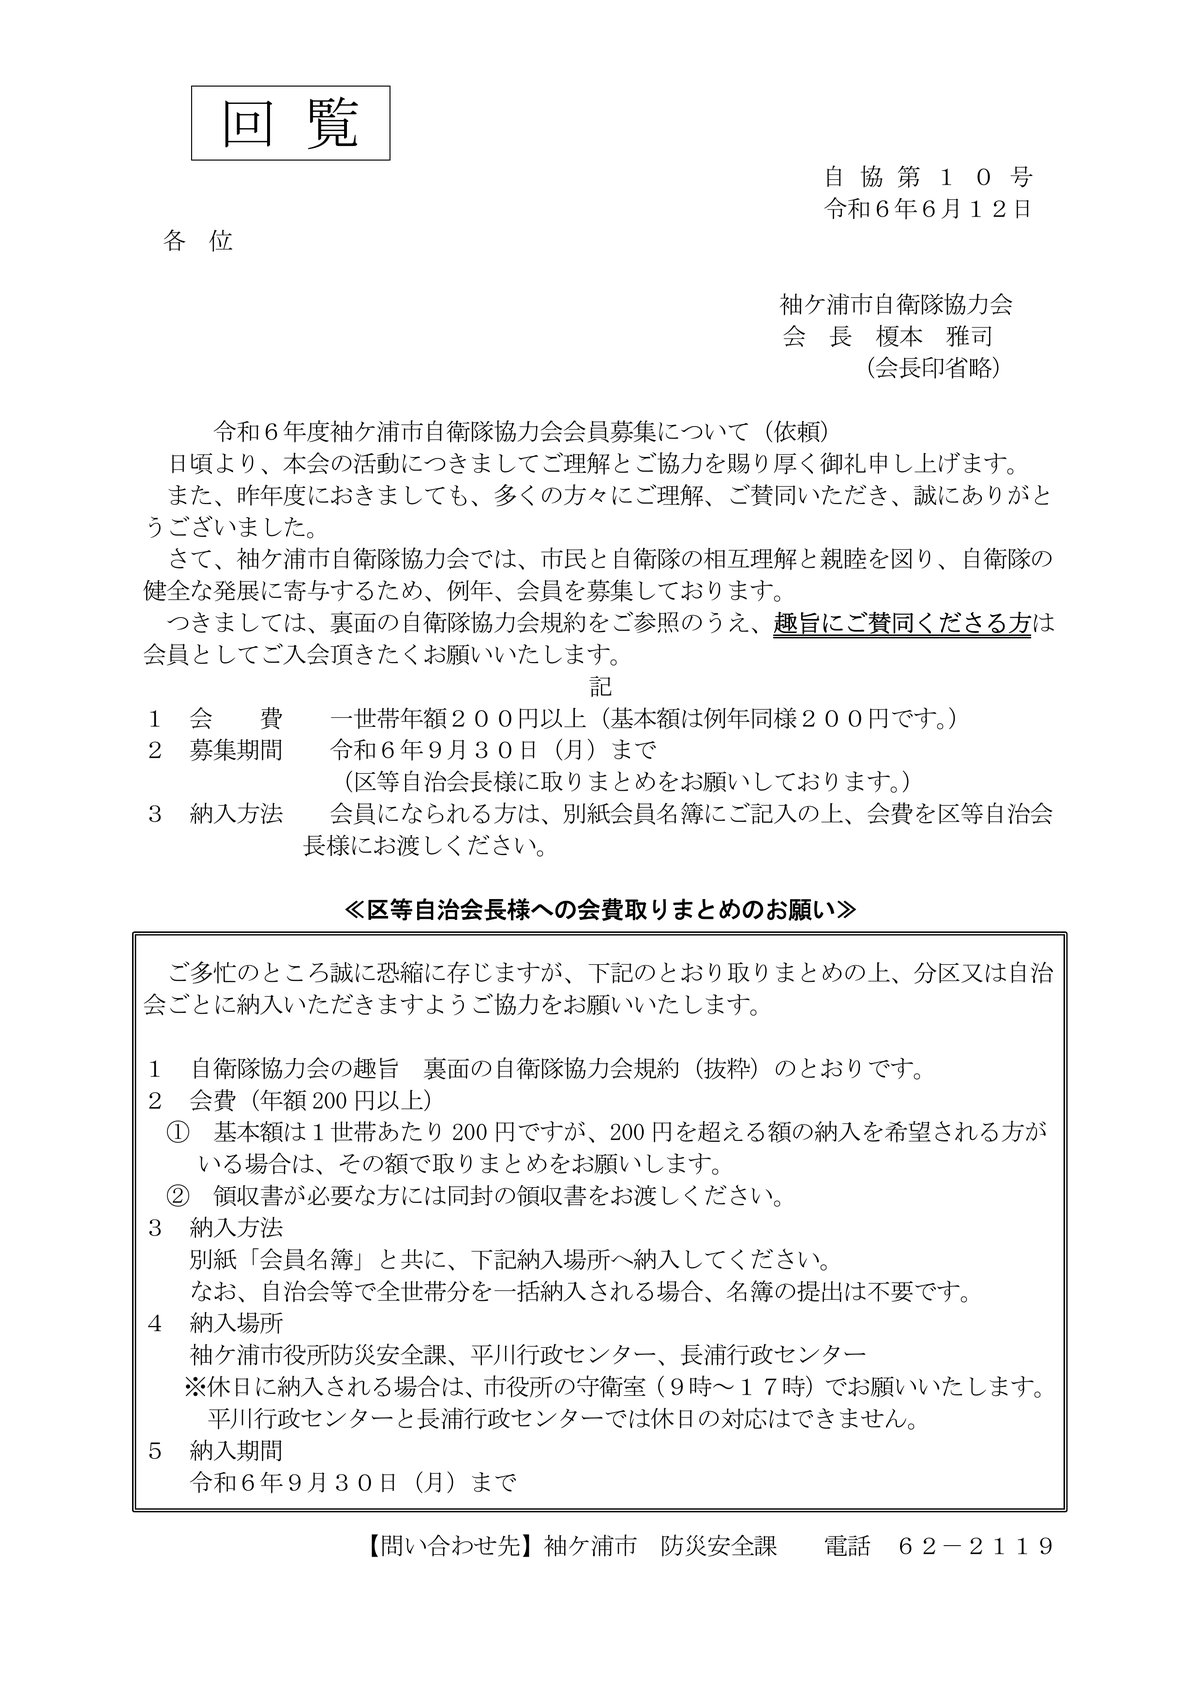 回 覧
自 協 第 １ ０ 号
令和６年６月１２日
各　位
袖ケ浦市自衛隊協力会
会　長　榎本　雅司
（会長印省略）
令和６年度袖ケ浦市自衛隊協力会会員募集について（依頼）
日頃より、本会の活動につきましてご理解とご協力を賜り厚く御礼申し上げます。
また、昨年度におきましても、多くの方々にご理解、ご賛同いただき、誠にありがと
うございました。
さて、袖ケ浦市自衛隊協力会では、市民と自衛隊の相互理解と親睦を図り、自衛隊の
健全な発展に寄与するため、例年、会員を募集しております。
つきましては、裏面の自衛隊協力会規約をご参照のうえ、趣旨にご賛同くださる方は
会員としてご入会頂きたくお願いいたします。
記
１　会　　費　　一世帯年額２００円以上（基本額は例年同様２００円です。）
２　募集期間　　令和６年９月３０日（月）まで
（区等自治会長様に取りまとめをお願いしております。）
３　納入方法　　会員になられる方は、別紙会員名簿にご記入の上、会費を区等自治会
長様にお渡しください。
≪区等自治会長様への会費取りまとめのお願い≫
ご多忙のところ誠に恐縮に存じますが、下記のとおり取りまとめの上、分区又は自治
会ごとに納入いただきますようご協力をお願いいたします。
１　自衛隊協力会の趣旨　裏面の自衛隊協力会規約（抜粋）のとおりです。
２　会費（年額 200 円以上）
①　基本額は１世帯あたり 200 円ですが、200 円を超える額の納入を希望される方が
いる場合は、その額で取りまとめをお願いします。
②　領収書が必要な方には同封の領収書をお渡しください。
３　納入方法
別紙「会員名簿」と共に、下記納入場所へ納入してください。
なお、自治会等で全世帯分を一括納入される場合、名簿の提出は不要です。
４　納入場所
袖ケ浦市役所防災安全課、平川行政センター、長浦行政センター
※休日に納入される場合は、市役所の守衛室（９時～１７時）でお願いいたします。
平川行政センターと長浦行政センターでは休日の対応はできません。
５　納入期間
令和６年９月３０日（月）まで
【問い合わせ先】袖ケ浦市　防災安全課　　電話　６２－２１１９